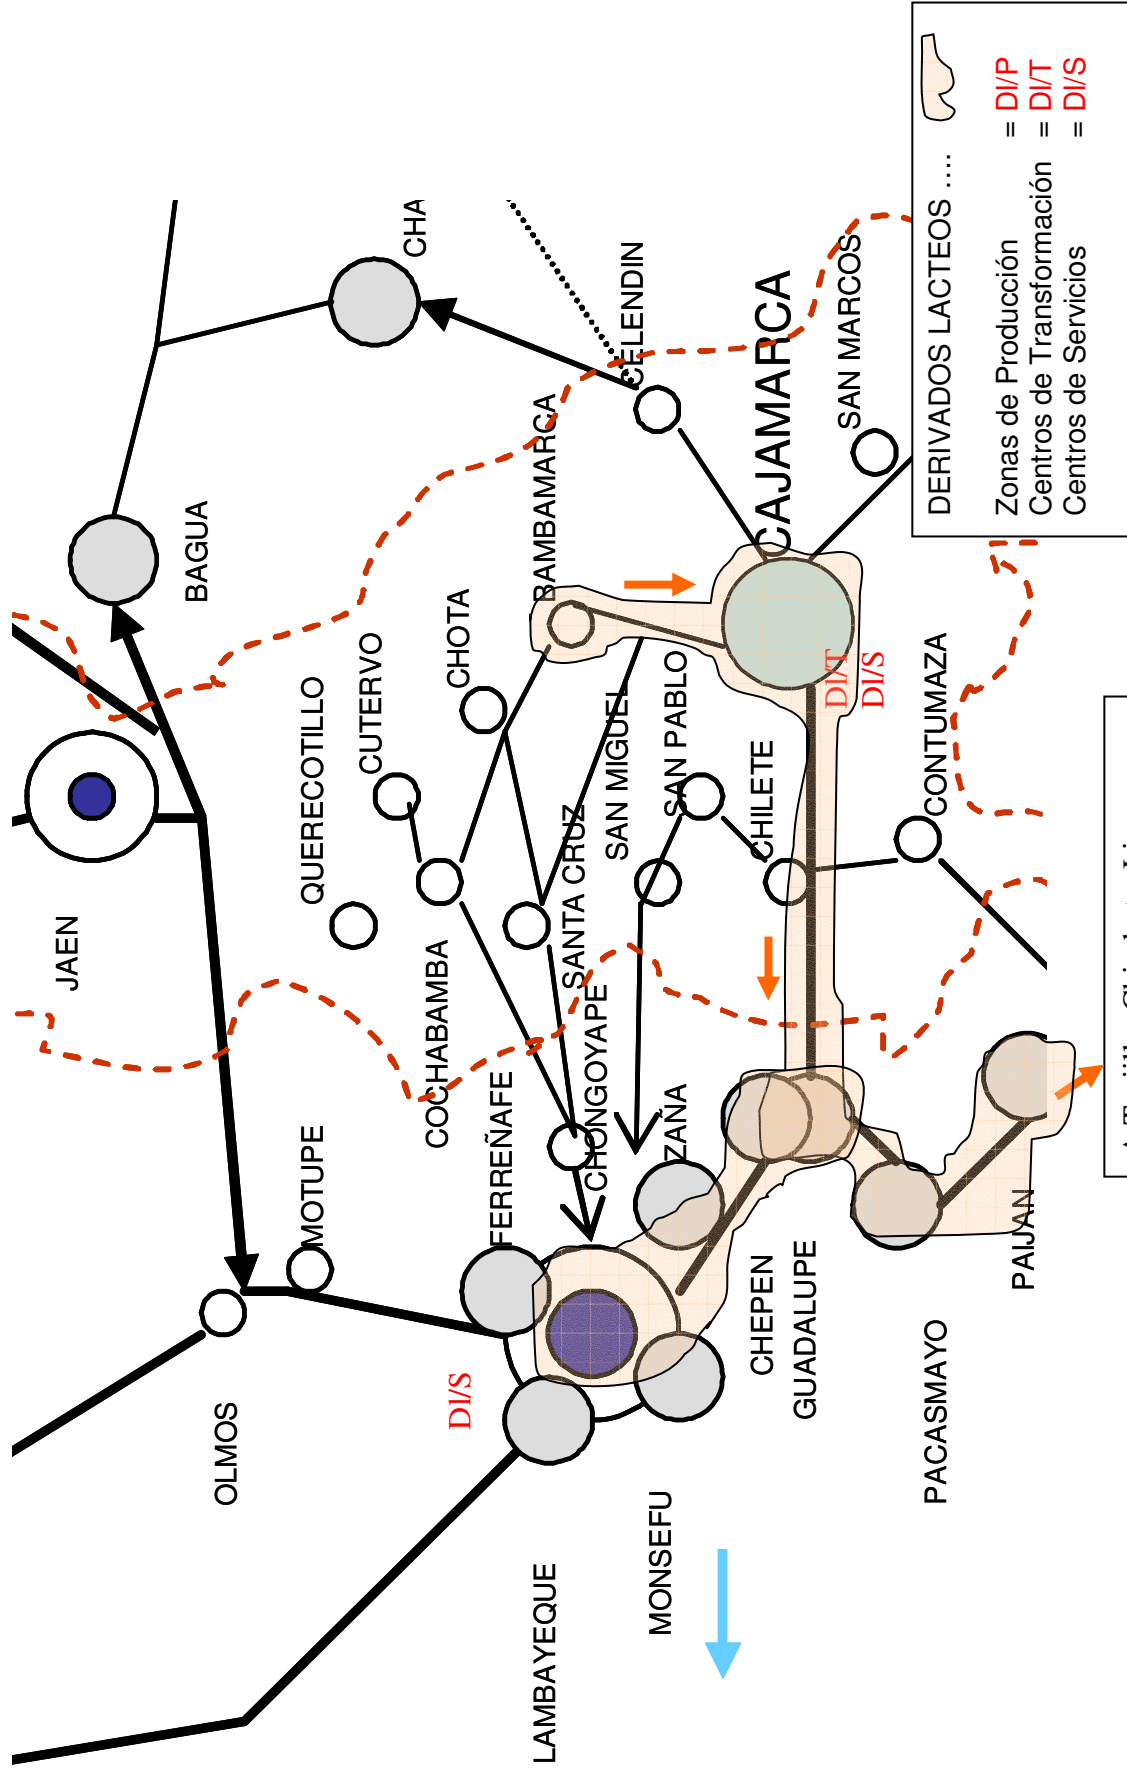 JAEN
BAGUA
CHA
QUERECOTILLO
CUTERVO
CHOTA
BAMBAMARCA
CELENDIN
OLMOS
MOTUPE
COCHABAMBA
SANTA CRUZ
SAN MIGUEL
SAN PABLO
CHILETE
CAJAMARCA
SAN MARCOS
DI/T
DI/S
FERREÑAFE
CHONGOYAPE
ZAÑA
CONTUMAZA
DI/S
LAMBAYEQUE
MONSEFU
CHEPEN
GUADALUPE
PACASMAYO
PAIJAN
DERIVADOS LACTEOS ....
Zonas de Producción = DI/P
Centros de Transformación = DI/T
Centros de Servicios = DI/S